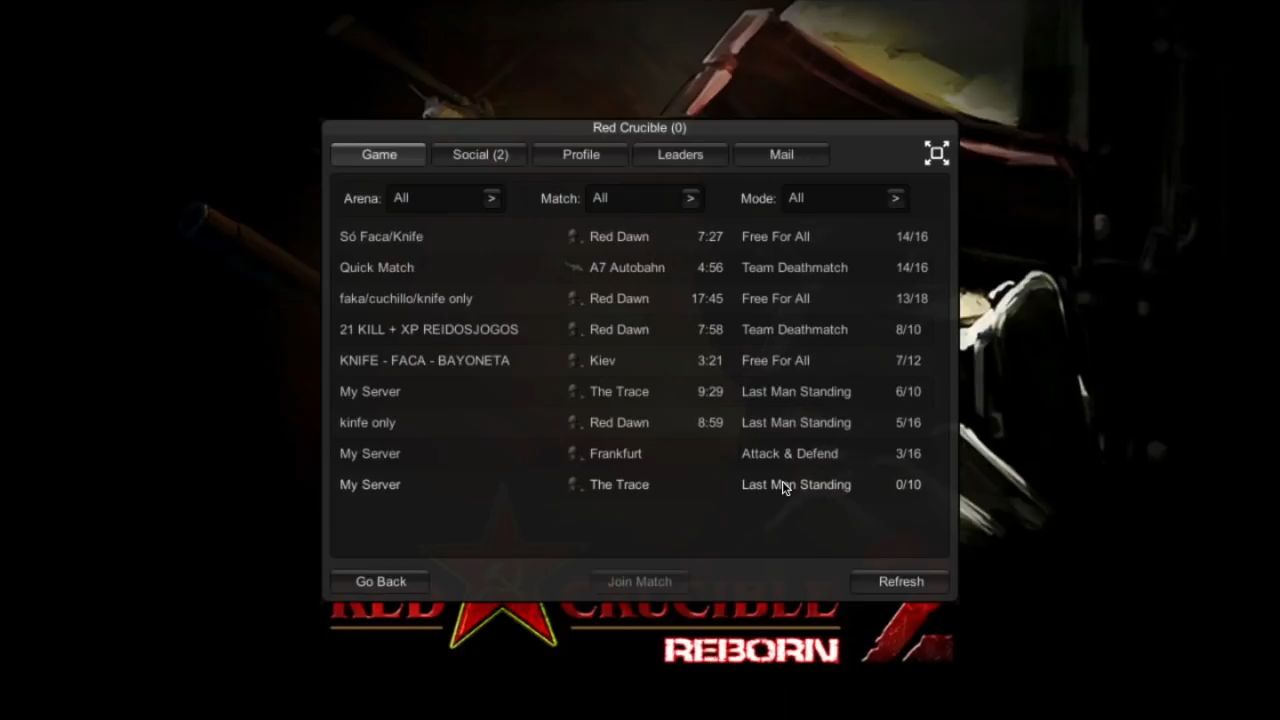 Red Crucible (0)
Game Social (2) Profile Leaders Mail
Arena: All > Match: All > Mode: All >
Só Faca/Knife Red Dawn 7:27 Free For All 14/16
Quick Match A7 Autobahn 4:56 Team Deathmatch 14/16
faka/cuchillo/knife only Red Dawn 17:45 Free For All 13/18
21 KILL + XP REIDOSJOGOS Red Dawn 7:58 Team Deathmatch 8/10
KNIFE - FACA - BAYONETA Kiev 3:21 Free For All 7/12
My Server The Trace 9:29 Last Man Standing 6/10
kinfe only Red Dawn 8:59 Last Man Standing 5/16
My Server Frankfurt Attack & Defend 3/16
My Server The Trace Last Man Standing 0/10
Go Back Join Match Refresh
RED CRUCIBLE 2
REBORN